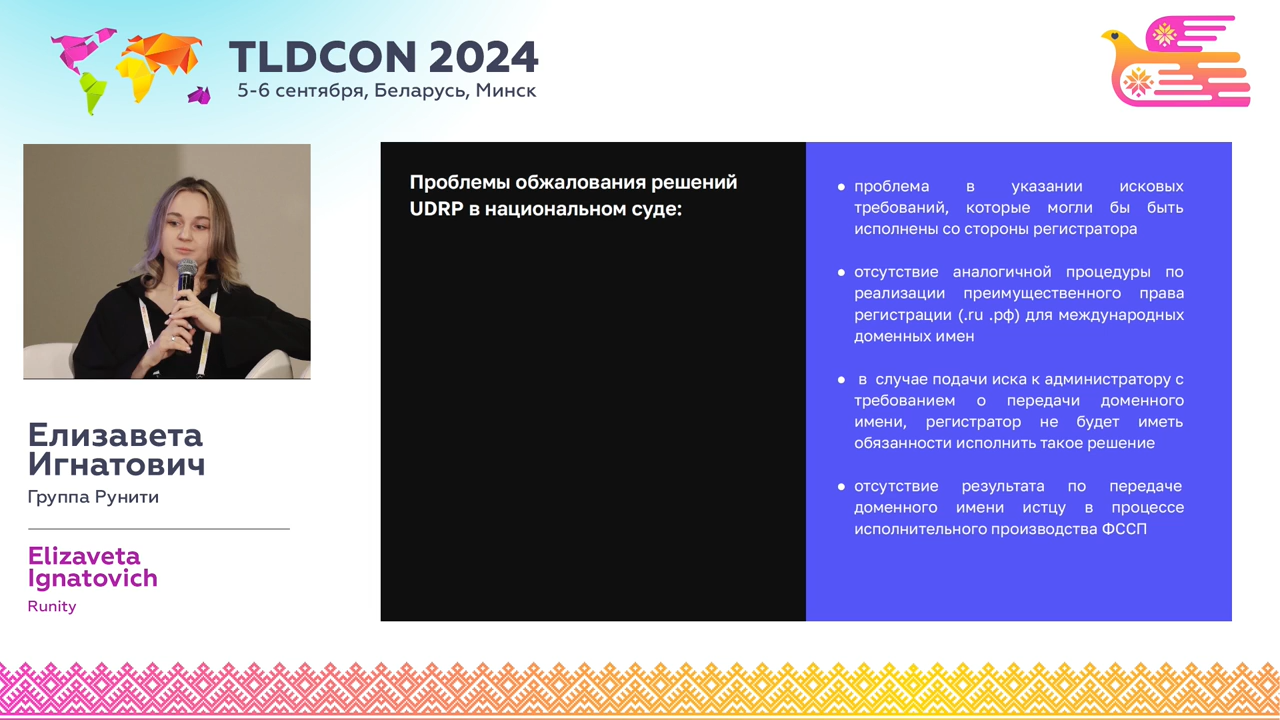 TLDCON 2024
5-6 сентября, Беларусь, Минск
Елизавета
Игнатович
Группа Рунити
Elizaveta
Ignatovich
Runity
Проблемы обжалования решений
UDRP в национальном суде:
● проблема в указании исковых
требований, которые могли бы быть
исполнены со стороны регистратора
● отсутствие аналогичной процедуры по
реализации преимущественного права
регистрации (.ru .рф) для международных
доменных имен
● в случае подачи иска к администратору с
требованием о передачи доменного
имени, регистратор не будет иметь
обязанности исполнить такое решение
● отсутствие результата по передаче
доменного имени истцу в процессе
исполнительного производства ФССП